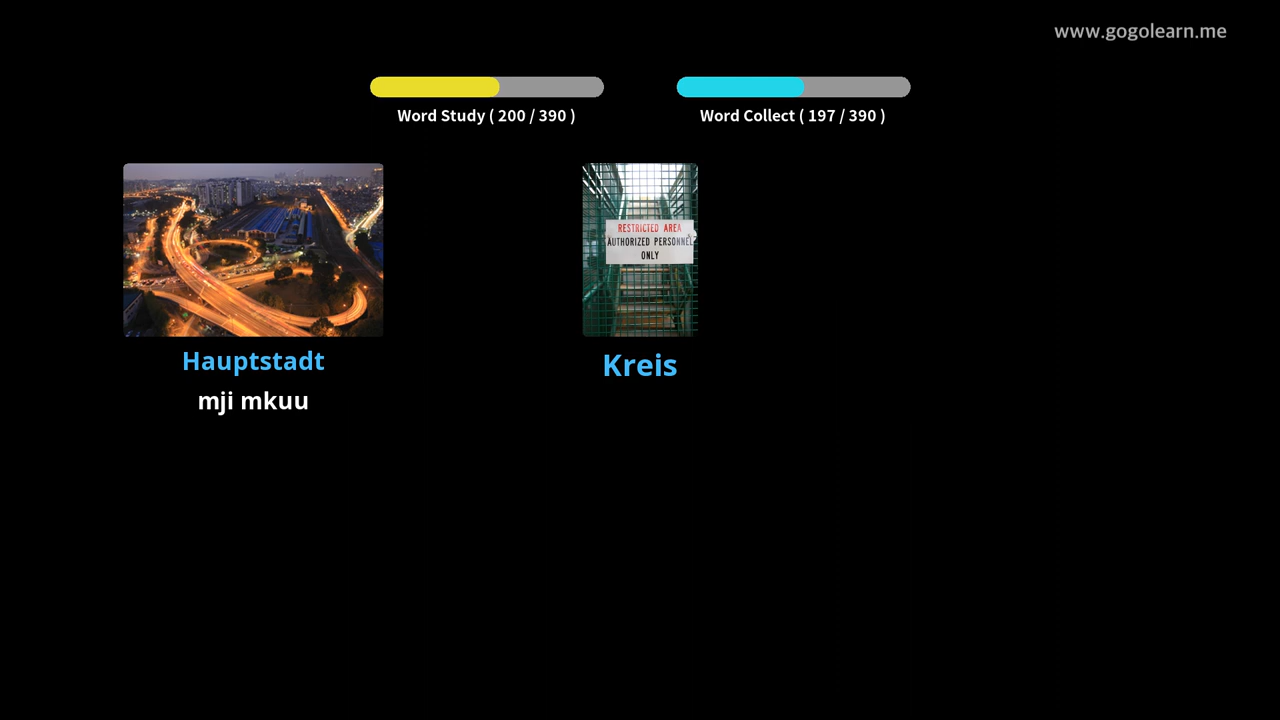 www.gogolearn.me
Word Study ( 200 / 390 )
Word Collect ( 197 / 390 )
RESTRICTED AREA
AUTHORIZED PERSONNEL
ONLY
Hauptstadt
Kreis
mji mkuu